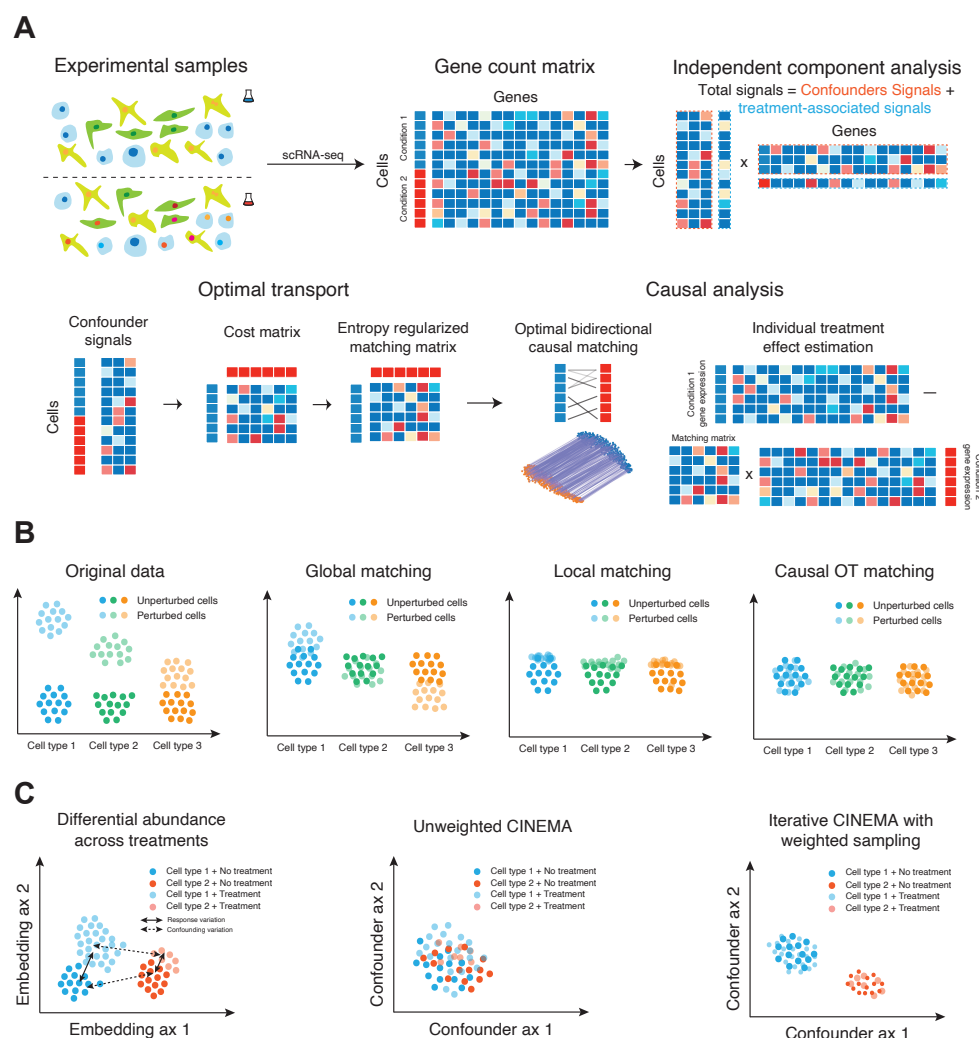 A
Experimental samples
scRNA-seq
Gene count matrix
Genes
Cells
Condition 1
Condition 2
Independent component analysis
Total signals = Confounders Signals +
treatment-associated signals
Genes
Cells
x
Optimal transport
Confounder
signals
Cells
Cost matrix
Entropy regularized
matching matrix
Causal analysis
Optimal bidirectional
causal matching
Individual treatment
effect estimation
Condition 1
gene expression
Matching matrix
x
Condition 2
gene expression
B
Original data
Unperturbed cells
Perturbed cells
Cell type 1
Cell type 2
Cell type 3
Global matching
Unperturbed cells
Perturbed cells
Cell type 1
Cell type 2
Cell type 3
Local matching
Unperturbed cells
Perturbed cells
Cell type 1
Cell type 2
Cell type 3
Causal OT matching
Unperturbed cells
Perturbed cells
Cell type 1
Cell type 2
Cell type 3
C
Differential abundance
across treatments
Cell type 1 + No treatment
Cell type 2 + No treatment
Cell type 1 + Treatment
Cell type 2 + Treatment
Response variation
Confounding variation
Embedding ax 2
Embedding ax 1
Unweighted CINEMA
Cell type 1 + No treatment
Cell type 2 + No treatment
Cell type 1 + Treatment
Cell type 2 + Treatment
Confounder ax 2
Confounder ax 1
Iterative CINEMA with
weighted sampling
Cell type 1 + No treatment
Cell type 2 + No treatment
Cell type 1 + Treatment
Cell type 2 + Treatment
Confounder ax 2
Confounder ax 1